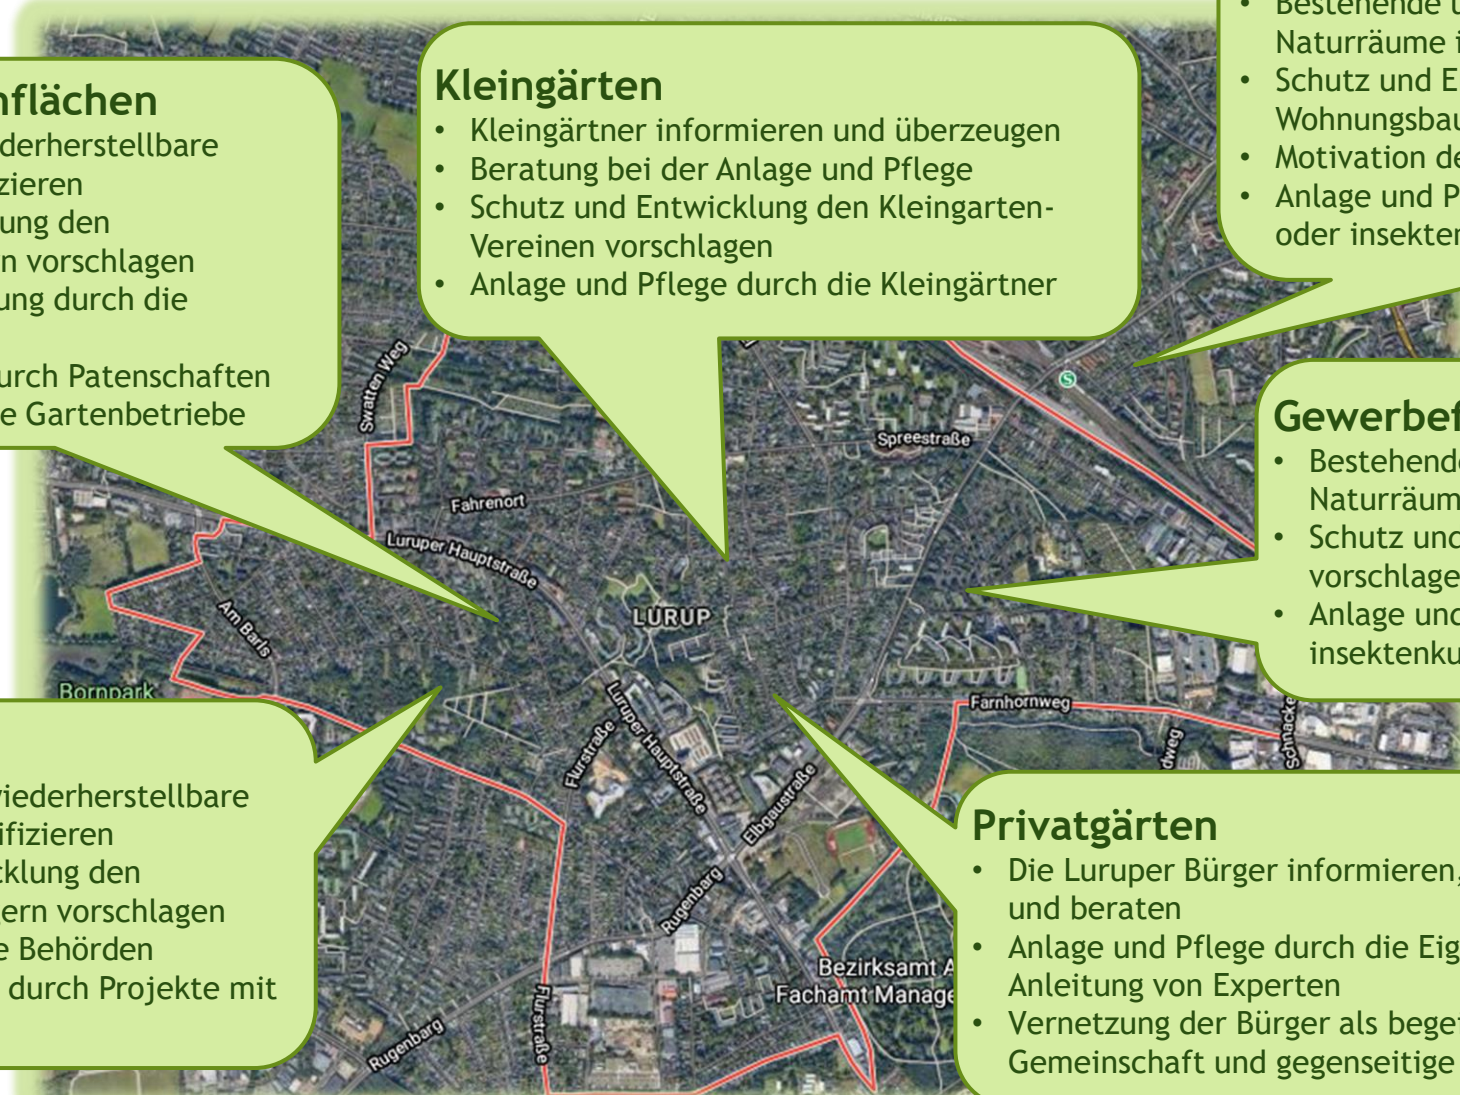 Kleingärten
• Kleingärtner informieren und überzeugen
• Beratung bei der Anlage und Pflege
• Schutz und Entwicklung den Kleingarten-
Vereinen vorschlagen
• Anlage und Pflege durch die Kleingärtner
nflächen
derherstellbare
zieren
ung den
n vorschlagen
ung durch die
urch Patenschaften
e Gartenbetriebe
• Bestehende u
Naturräume i
• Schutz und E
Wohnungsbau
• Motivation de
• Anlage und P
oder insekten
Gewerbef
• Bestehende
Naturräum
• Schutz und
vorschlage
• Anlage und
insektenku
Swatten Weg
Spreestraße
Fahrenort
Luruper Hauptstraße
LURUP
Am Barls
Bornpark
Farnhornweg
Luruper Hauptstraße
Flurstraße
Elbgaustraße
dweg
Schnacke
Rugenbarg
Bezirksamt A
Fachamt Manage
Flurstraße
Rugenbarg
viederherstellbare
ifizieren
cklung den
gern vorschlagen
e Behörden
durch Projekte mit
Privatgärten
• Die Luruper Bürger informieren,
und beraten
• Anlage und Pflege durch die Eig
Anleitung von Experten
• Vernetzung der Bürger als begei
Gemeinschaft und gegenseitige